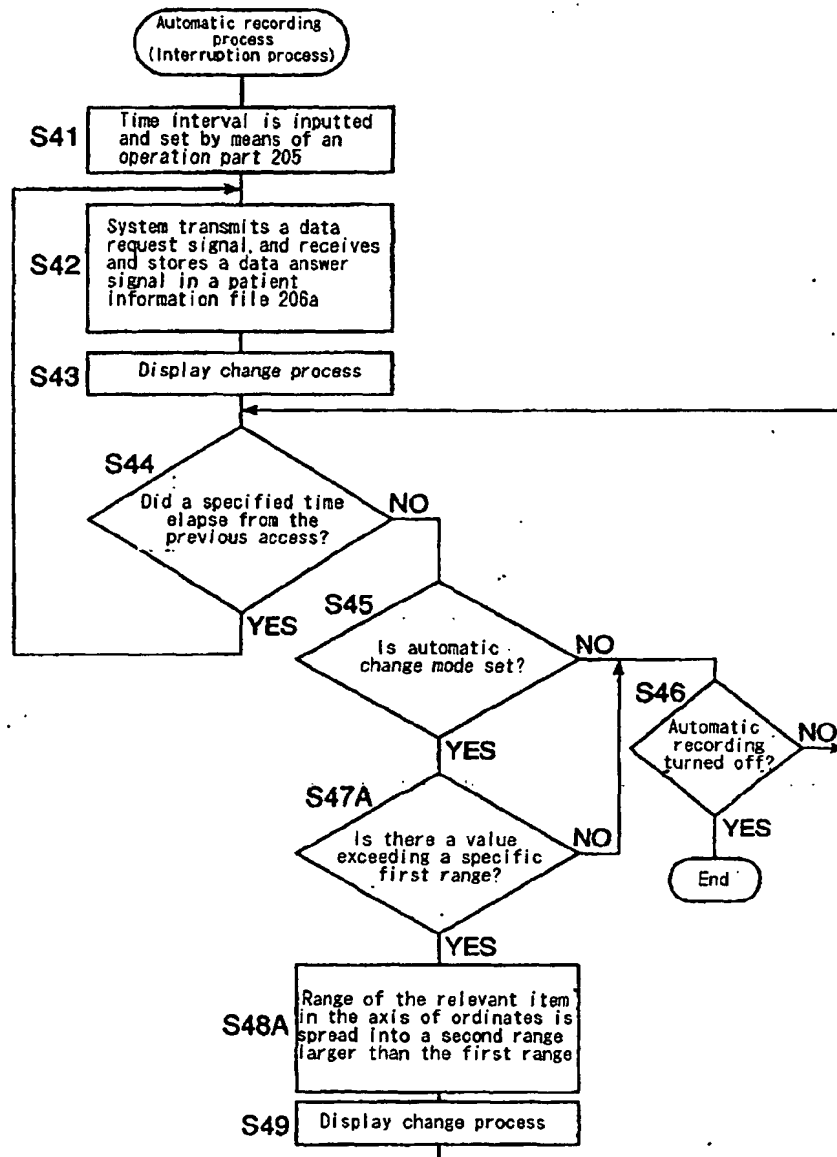 Automatic recording
process
(Interruption process)
S41
Time interval is inputted
and set by means of an
operation part 205
S42
System transmits a data
request signal, and receives
and stores a data answer
signal in a patient
information file 206a
S43
Display change process
S44
Did a specified time
elapse from the
previous access?
NO
YES
S45
Is automatic
change mode set?
NO
YES
S46
Automatic
recording
turned off?
NO
YES
End
S47A
Is there a value
exceeding a specific
first range?
NO
YES
S48A
Range of the relevant item
in the axis of ordinates is
spread into a second range
larger than the first range
S49
Display change process